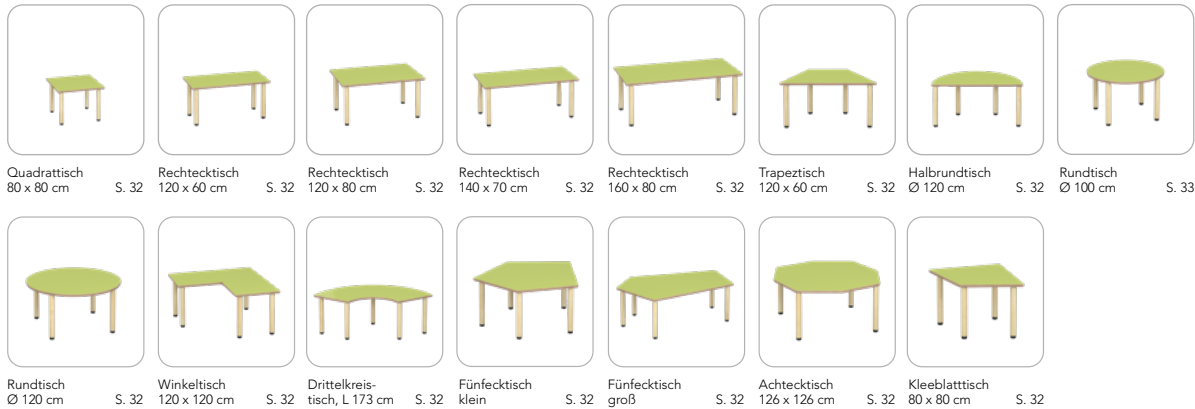 Quadrattisch
80 x 80 cm S. 32
Rechtecktisch
120 x 60 cm S. 32
Rechtecktisch
120 x 80 cm S. 32
Rechtecktisch
140 x 70 cm S. 32
Rechtecktisch
160 x 80 cm S. 32
Trapeztisch
120 x 60 cm S. 32
Halbrundtisch
Ø 120 cm S. 32
Rundtisch
Ø 100 cm S. 33
Rundtisch
Ø 120 cm S. 32
Winkeltisch
120 x 120 cm S. 32
Drittelkreis-
tisch, L 173 cm S. 32
Fünfecktisch
klein S. 32
Fünfecktisch
groß S. 32
Achtecktisch
126 x 126 cm S. 32
Kleeblatttisch
80 x 80 cm S. 32